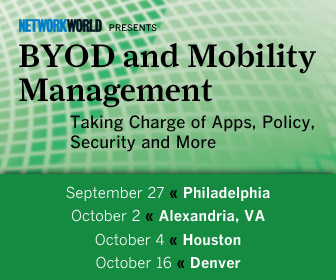 NETWORKWORLD PRESENTS
BYOD and Mobility
Management
Taking Charge of Apps, Policy,
Security and More
September 27 « Philadelphia
October 2 « Alexandria, VA
October 4 « Houston
October 16 « Denver